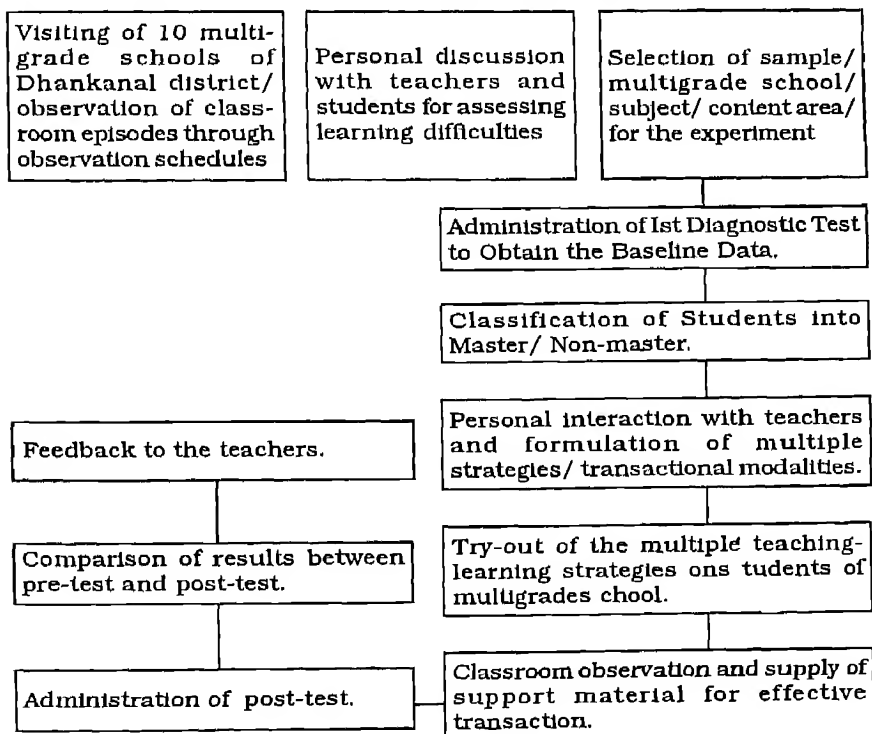 Visiting of 10 multi-
grade schools of
Dhankanal district/
observation of class-
room episodes through
observation schedules
Personal discussion
with teachers and
students for assessing
learning difficulties
Selection of sample/
multigrade school/
subject/ content area/
for the experiment
Administration of Ist Diagnostic Test
to Obtain the Baseline Data.
Classification of Students into
Master/ Non-master.
Personal interaction with teachers
and formulation of multiple
strategies/ transactional modalities.
Try-out of the multiple teaching-
learning strategies ons tudents of
multigrades chool.
Classroom observation and supply of
support material for effective
transaction.
Administration of post-test.
Comparison of results between
pre-test and post-test.
Feedback to the teachers.